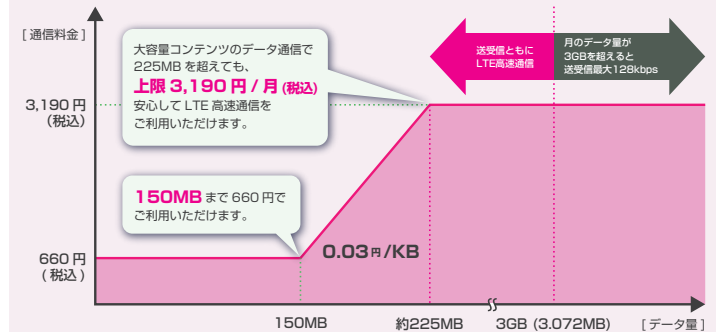 [ 通信料金 ]
大容量コンテンツのデータ通信で
225MB を超えても、
上限 3,190 円 / 月 (税込)
安心して LTE 高速通信を
ご利用いただけます。
送受信ともに
LTE高速通信
月のデータ量が
3GBを超えると
送受信最大128kbps
3,190 円
(税込)
150MB まで 660 円で
ご利用いただけます。
0.03 円 /KB
660 円
( 税込 )
150MB
約225MB
3GB (3.072MB)
[ データ量 ]